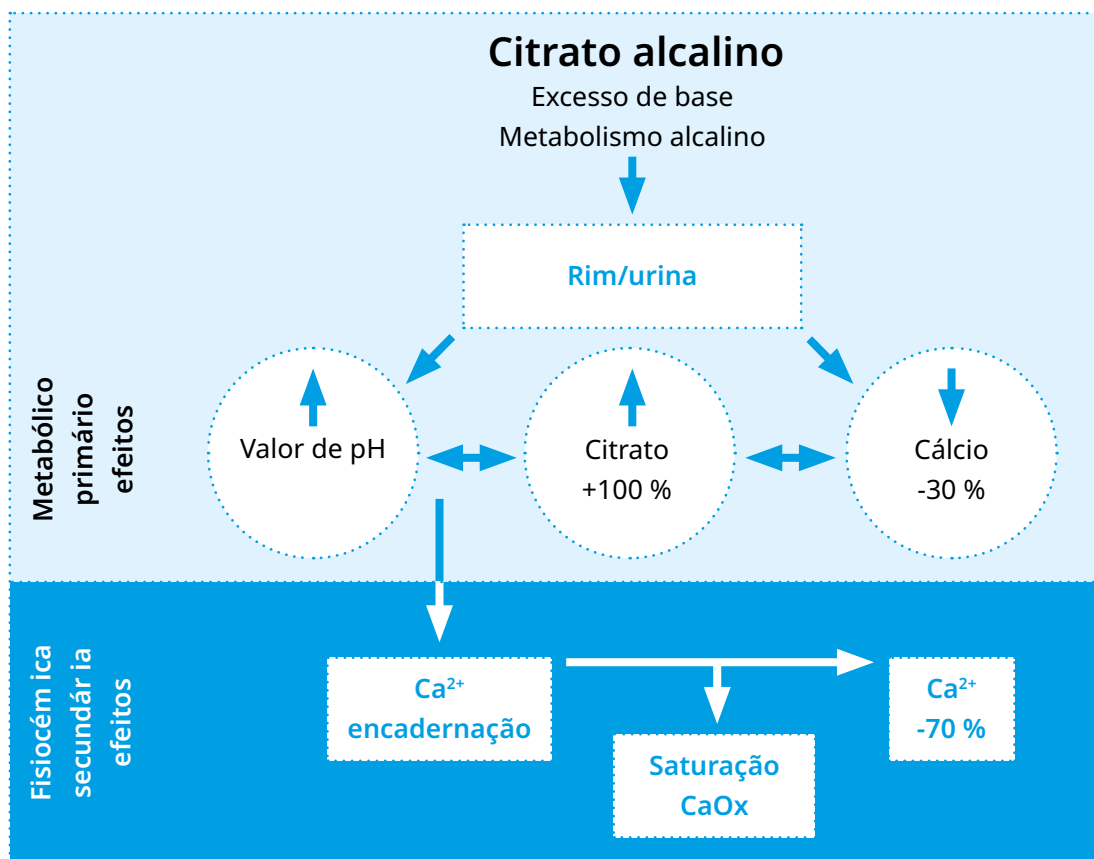 Citrato alcalino
Excesso de base
Metabolismo alcalino
Rim/urina
Metabólico
primário
efeitos
Valor de pH
Citrato
+100 %
Cálcio
-30 %
Fisiocém ica
secundár ia
efeitos
Ca²⁺
encadernação
Saturação
CaOx
Ca²⁺
-70 %